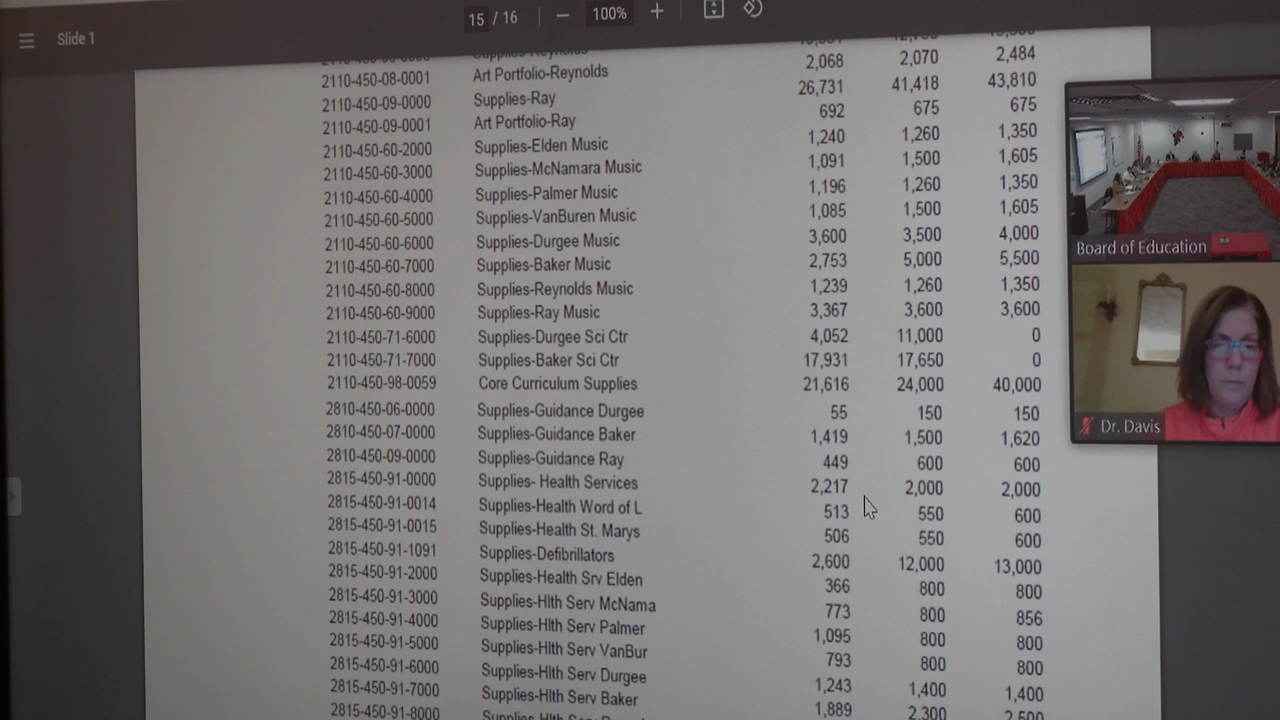 Slide 1
15 / 16
100%
Supplies-Reynolds
2110-450-08-0001 Art Portfolio-Reynolds 2,068 2,070 2,484
2110-450-09-0000 Supplies-Ray 26,731 41,418 43,810
2110-450-09-0001 Art Portfolio-Ray 692 675 675
2110-450-60-2000 Supplies-Elden Music 1,240 1,260 1,350
2110-450-60-3000 Supplies-McNamara Music 1,091 1,500 1,605
2110-450-60-4000 Supplies-Palmer Music 1,196 1,260 1,350
2110-450-60-5000 Supplies-VanBuren Music 1,085 1,500 1,605
2110-450-60-6000 Supplies-Durgee Music 3,600 3,500 4,000
2110-450-60-7000 Supplies-Baker Music 2,753 5,000 5,500
2110-450-60-8000 Supplies-Reynolds Music 1,239 1,260 1,350
2110-450-60-9000 Supplies-Ray Music 3,367 3,600 3,600
2110-450-71-6000 Supplies-Durgee Sci Ctr 4,052 11,000 0
2110-450-71-7000 Supplies-Baker Sci Ctr 17,931 17,650 0
2110-450-98-0059 Core Curriculum Supplies 21,616 24,000 40,000
2810-450-06-0000 Supplies-Guidance Durgee 55 150 150
2810-450-07-0000 Supplies-Guidance Baker 1,419 1,500 1,620
2810-450-09-0000 Supplies-Guidance Ray 449 600 600
2815-450-91-0000 Supplies- Health Services 2,217 2,000 2,000
2815-450-91-0014 Supplies-Health Word of L 513 550 600
2815-450-91-0015 Supplies-Health St. Marys 506 550 600
2815-450-91-1091 Supplies-Defibrillators 2,600 12,000 13,000
2815-450-91-2000 Supplies-Health Srv Elden 366 800 800
2815-450-91-3000 Supplies-Hlth Serv McNama 773 800 856
2815-450-91-4000 Supplies-Hlth Serv Palmer 1,095 800 800
2815-450-91-5000 Supplies-Hlth Serv VanBur 793 800 800
2815-450-91-6000 Supplies-Hlth Serv Durgee 1,243 1,400 1,400
2815-450-91-7000 Supplies-Hlth Serv Baker 1,889 2,300 2,500
2815-450-91-8000
Board of Education
Dr. Davis